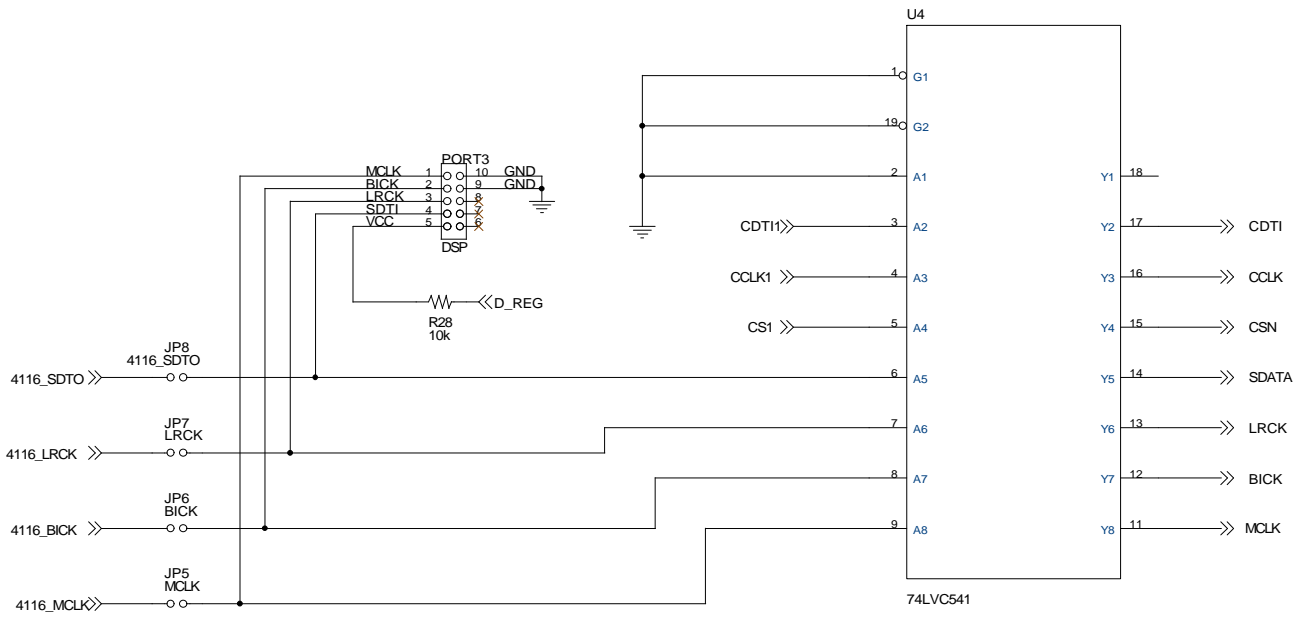 U4
1
G1
19
G2
PORT3
MCLK 1 10 GND
BICK 2 9 GND
LRCK 3 8
SDTI 4 7
VCC 5 6
DSP
2 A1 Y1 18
CDTI1 3 A2 Y2 17 CDTI
CCLK1 4 A3 Y3 16 CCLK
D_REG
R28
10k
CS1 5 A4 Y4 15 CSN
JP8
4116_SDTO
4116_SDTO 6 A5 Y5 14 SDATA
JP7
LRCK
4116_LRCK 7 A6 Y6 13 LRCK
JP6
BICK
4116_BICK 8 A7 Y7 12 BICK
JP5
MCLK
4116_MCLK 9 A8 Y8 11 MCLK
74LVC541